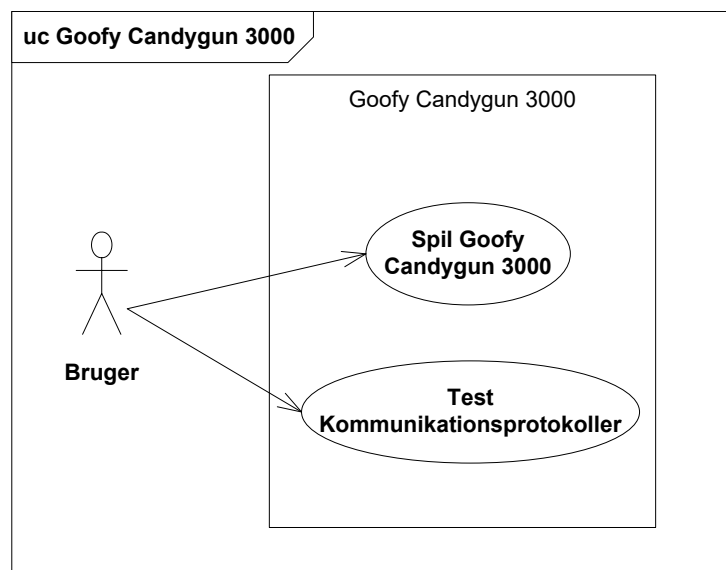 uc Goofy Candygun 3000
Goofy Candygun 3000
Spil Goofy
Candygun 3000
Bruger
Test
Kommunikationsprotokoller